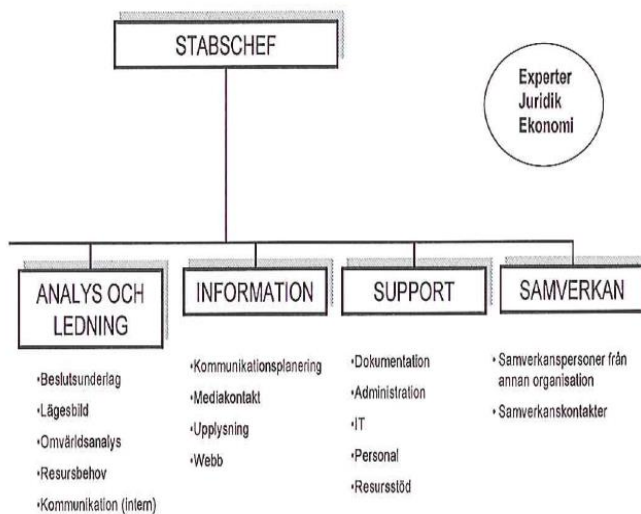 STABSCHEF
Experter
Juridik
Ekonomi
ANALYS OCH
LEDNING
•Beslutsunderlag
•Lägesbild
•Omvärldsanalys
•Resursbehov
•Kommunikation (intern)
INFORMATION
•Kommunikationsplanering
•Mediakontakt
•Upplysning
•Webb
SUPPORT
•Dokumentation
•Administration
•IT
•Personal
•Resursstöd
SAMVERKAN
•Samverkanspersoner från
annan organisation
•Samverkanskontakter